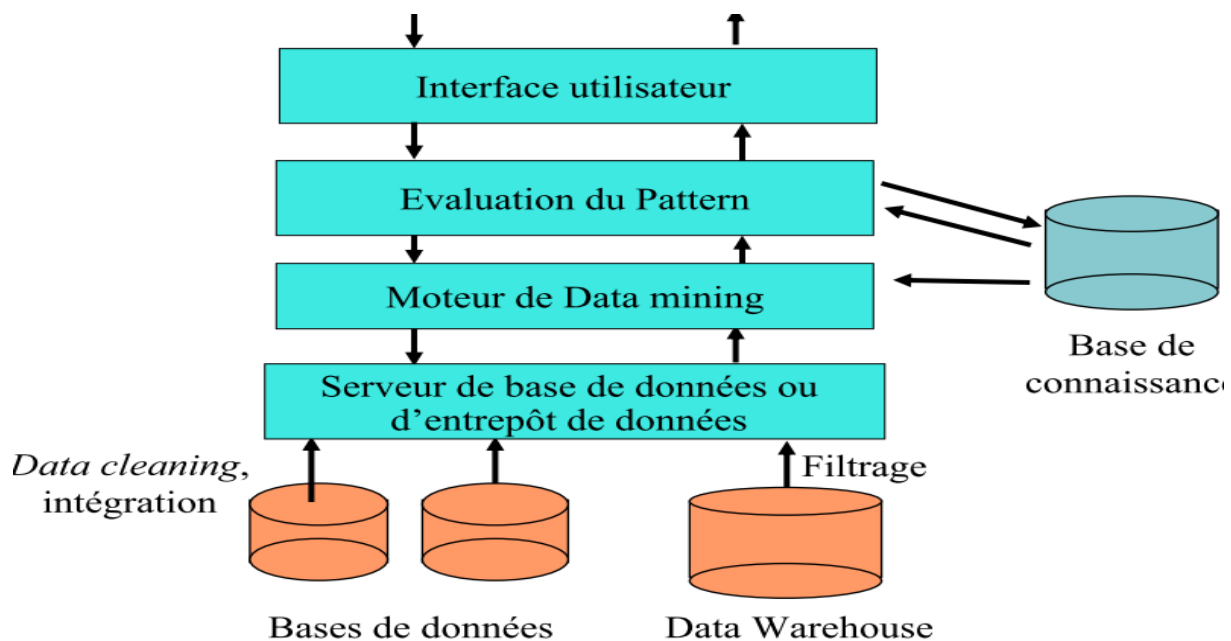 Interface utilisateur
Evaluation du Pattern
Moteur de Data mining
Base de
connaissance
Serveur de base de données ou
d’entrepôt de données
Data cleaning,
intégration
Filtrage
Bases de données
Data Warehouse